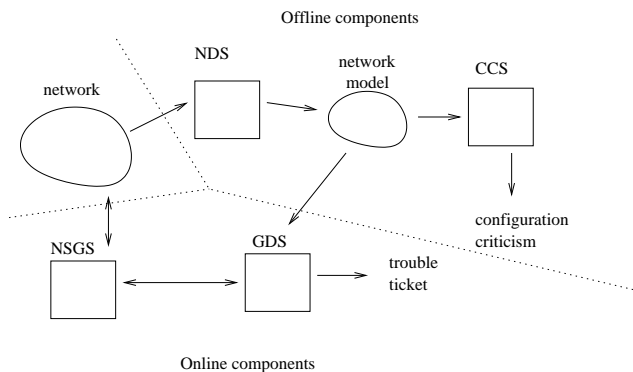 Offline components
NDS
network
model
CCS
network
configuration
criticism
NSGS
GDS
trouble
ticket
Online components